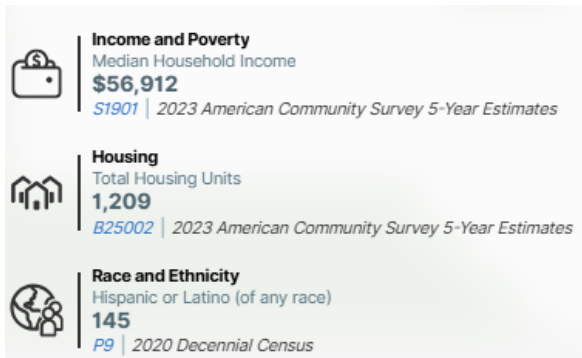 Income and Poverty
Median Household Income
$56,912
S1901 | 2023 American Community Survey 5-Year Estimates
Housing
Total Housing Units
1,209
B25002 | 2023 American Community Survey 5-Year Estimates
Race and Ethnicity
Hispanic or Latino (of any race)
145
P9 | 2020 Decennial Census